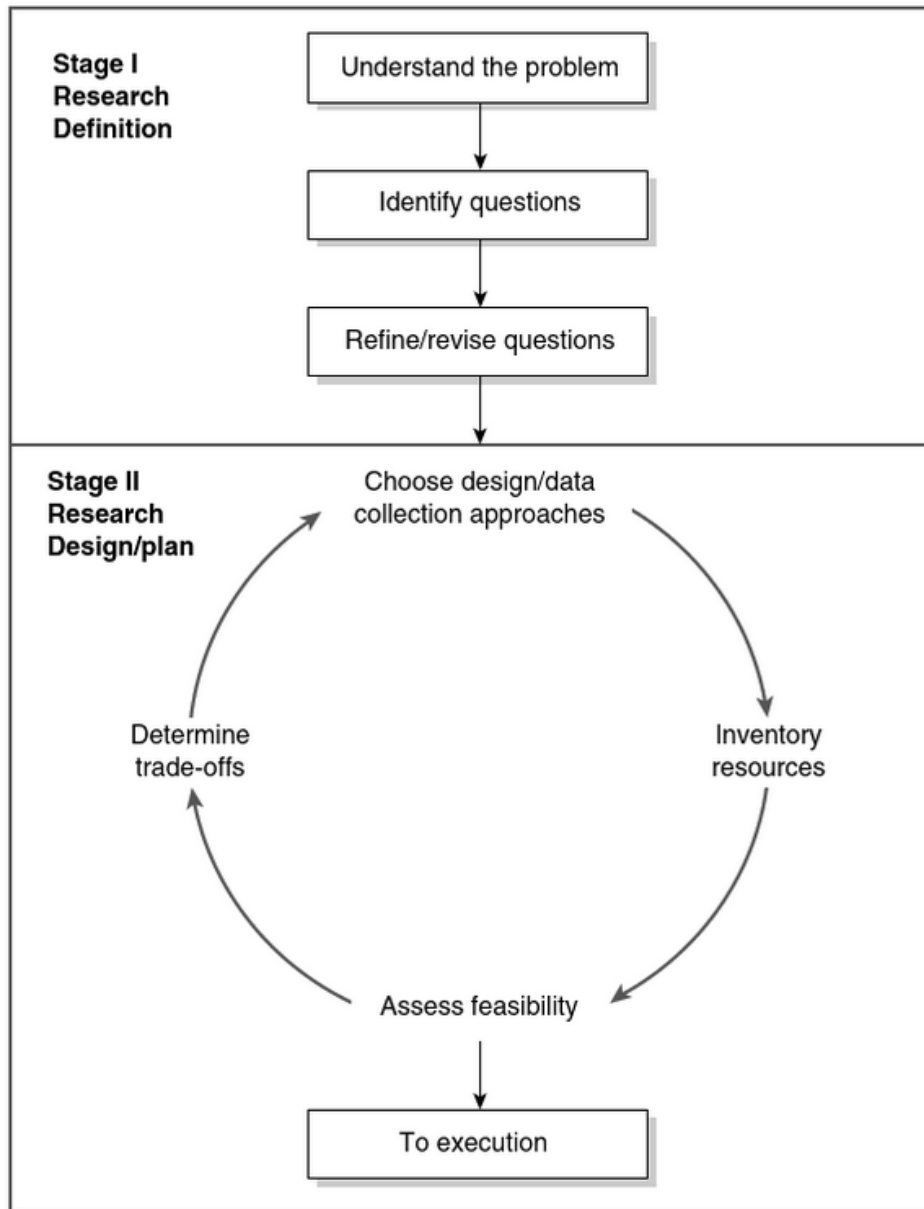 Stage I
Research
Definition
Understand the problem
Identify questions
Refine/revise questions
Stage II
Research
Design/plan
Choose design/data
collection approaches
Inventory
resources
Assess feasibility
Determine
trade-offs
To execution